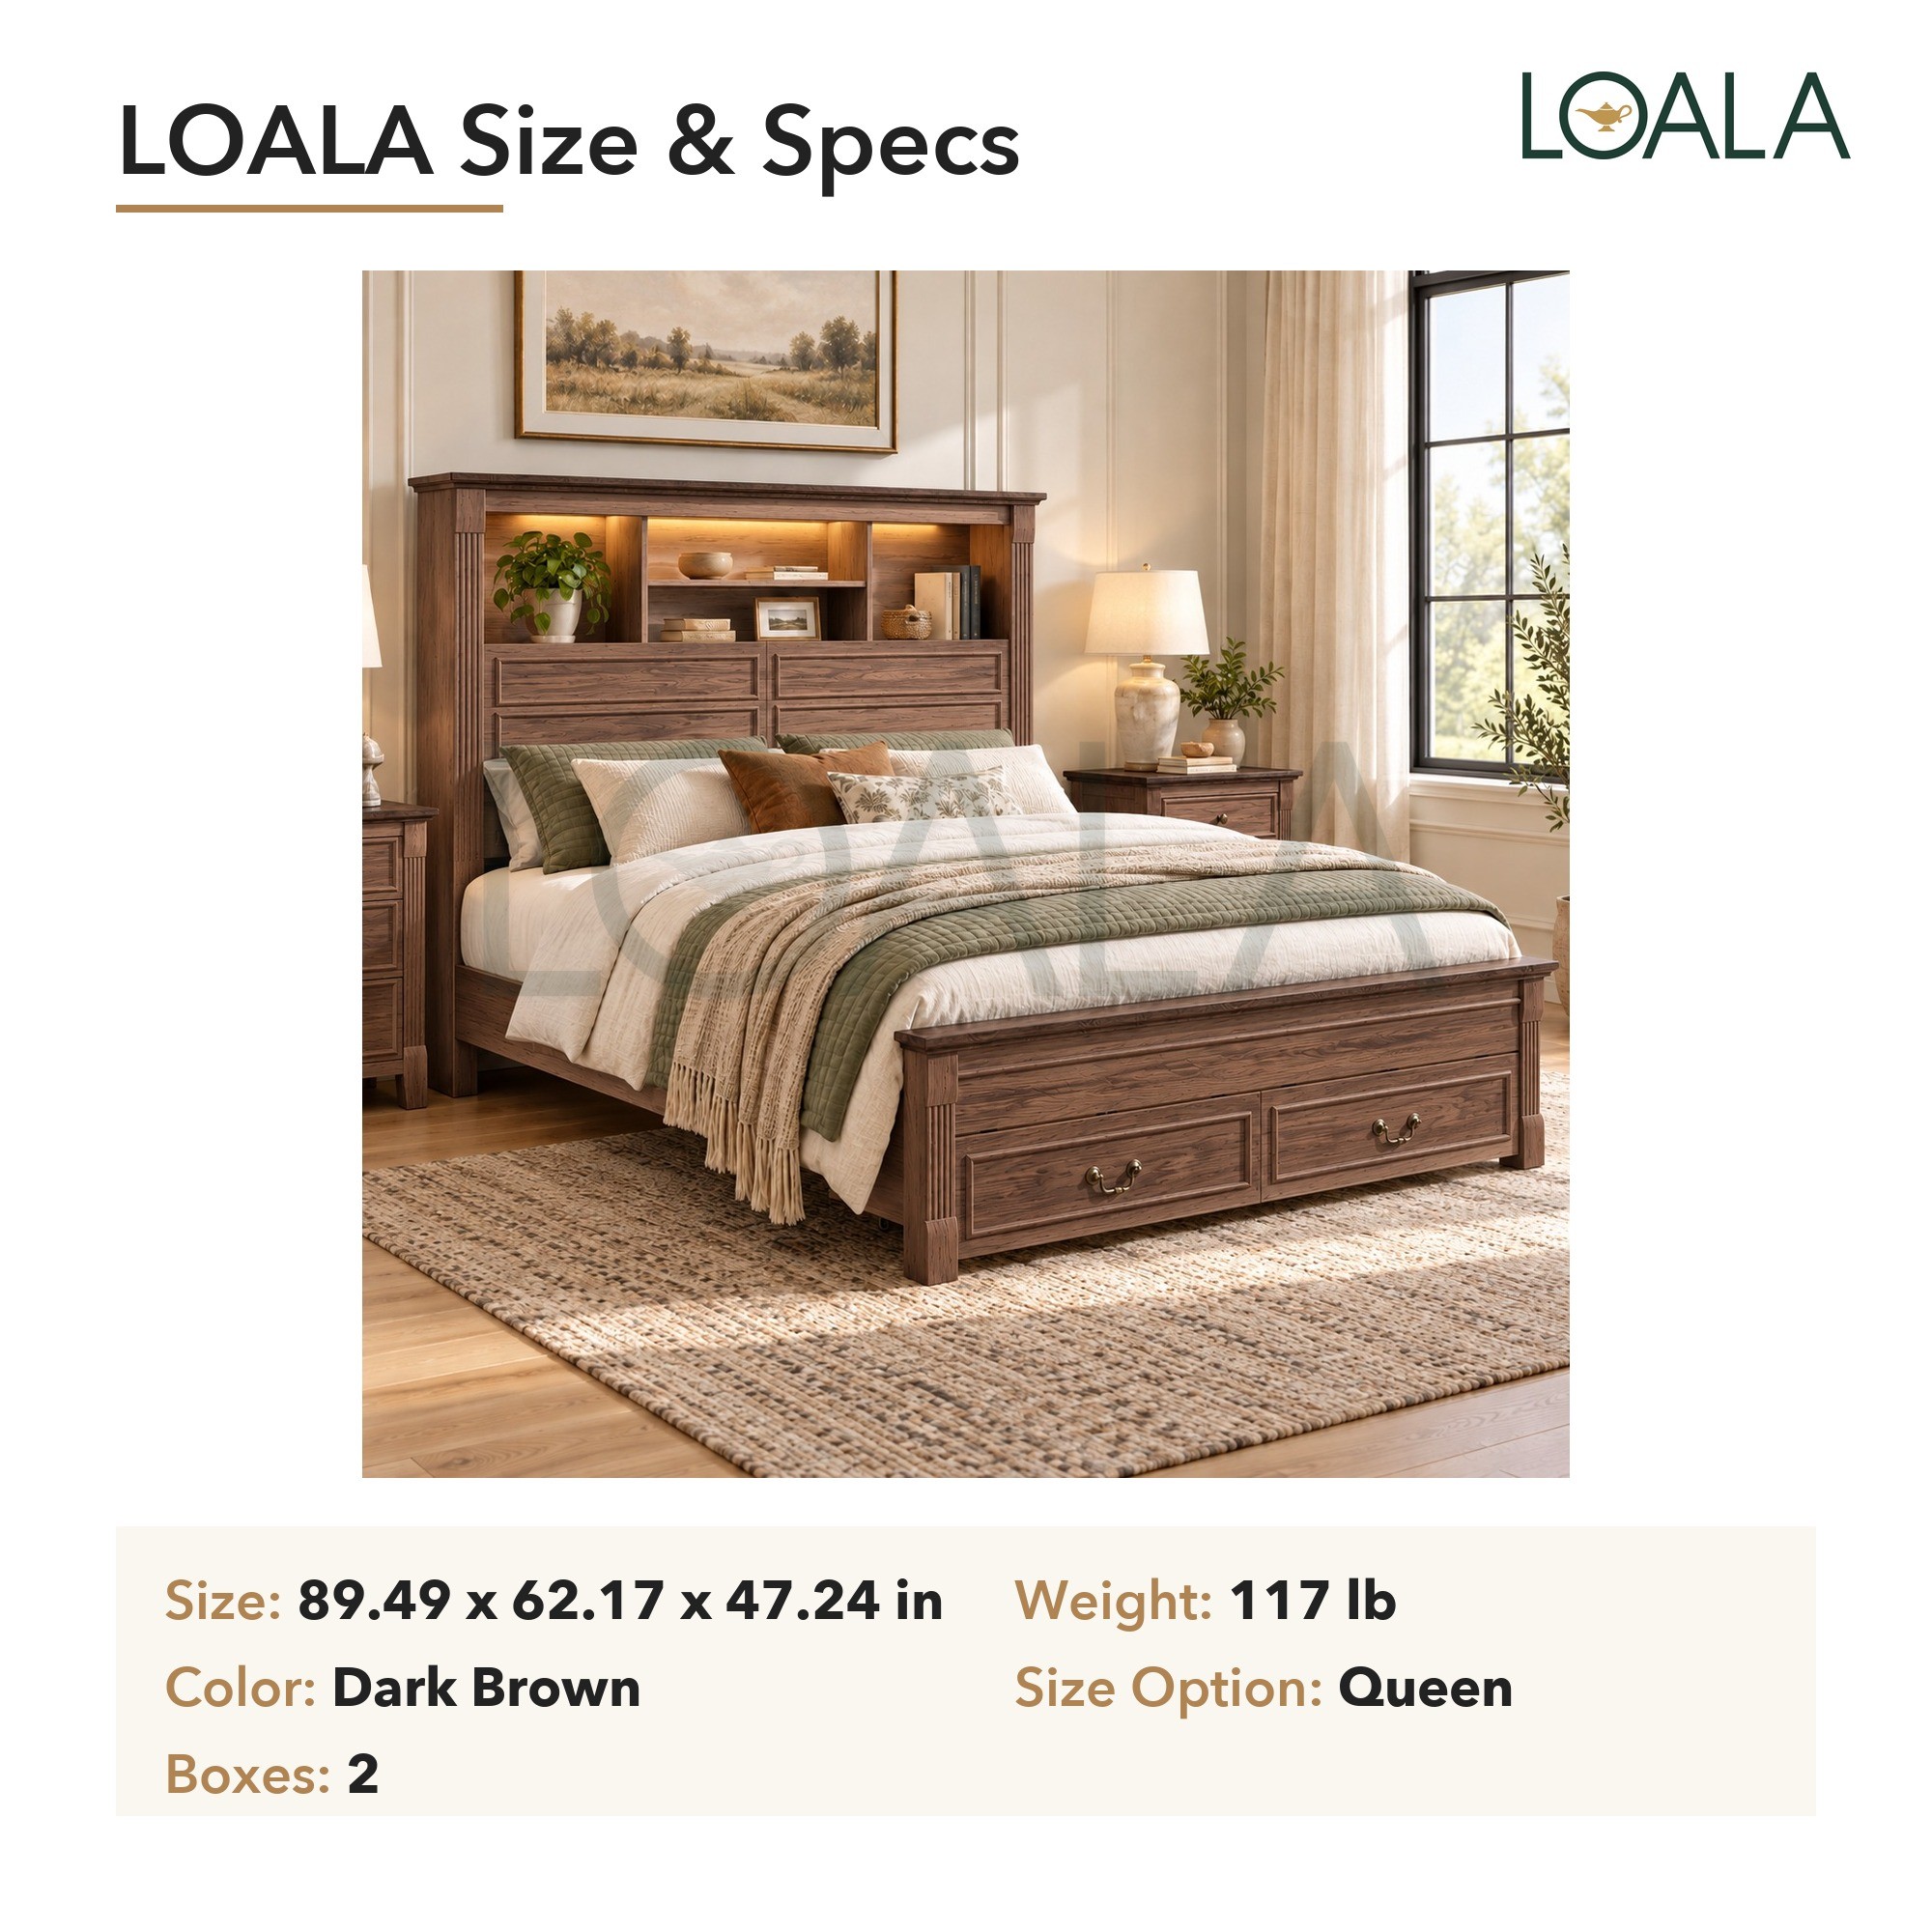 LOALA Size & Specs
LOALA
LOALA
Size: 89.49 x 62.17 x 47.24 in
Weight: 117 lb
Color: Dark Brown
Size Option: Queen
Boxes: 2